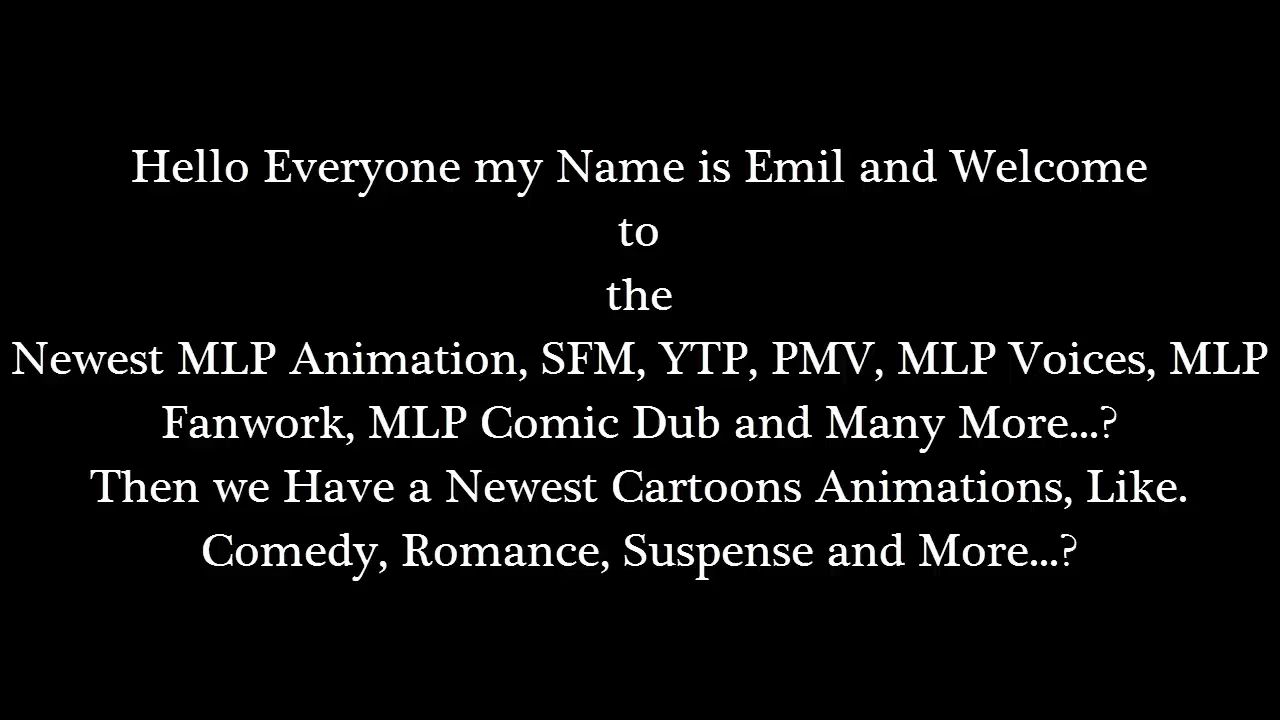 Hello Everyone my Name is Emil and Welcome
to
the
Newest MLP Animation, SFM, YTP, PMV, MLP Voices, MLP
Fanwork, MLP Comic Dub and Many More...?
Then we Have a Newest Cartoons Animations, Like.
Comedy, Romance, Suspense and More...?